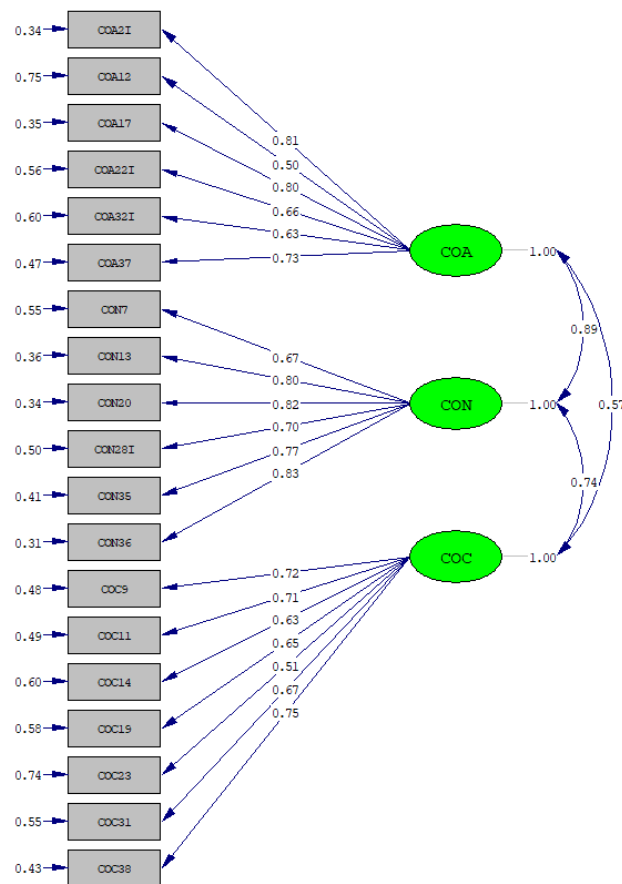 0.34 COA2I
0.75 COA12
0.35 COA17
0.56 COA22I
0.60 COA32I
0.47 COA37
0.55 CON7
0.36 CON13
0.34 CON20
0.50 CON28I
0.41 CON35
0.31 CON36
0.48 COC9
0.49 COC11
0.60 COC14
0.58 COC19
0.74 COC23
0.55 COC31
0.43 COC38
0.81
0.50
0.80
0.66
0.63
0.73
0.67
0.80
0.82
0.70
0.77
0.83
0.72
0.71
0.63
0.65
0.51
0.67
0.75
COA 1.00
CON 1.00
COC 1.00
0.89
0.57
0.74